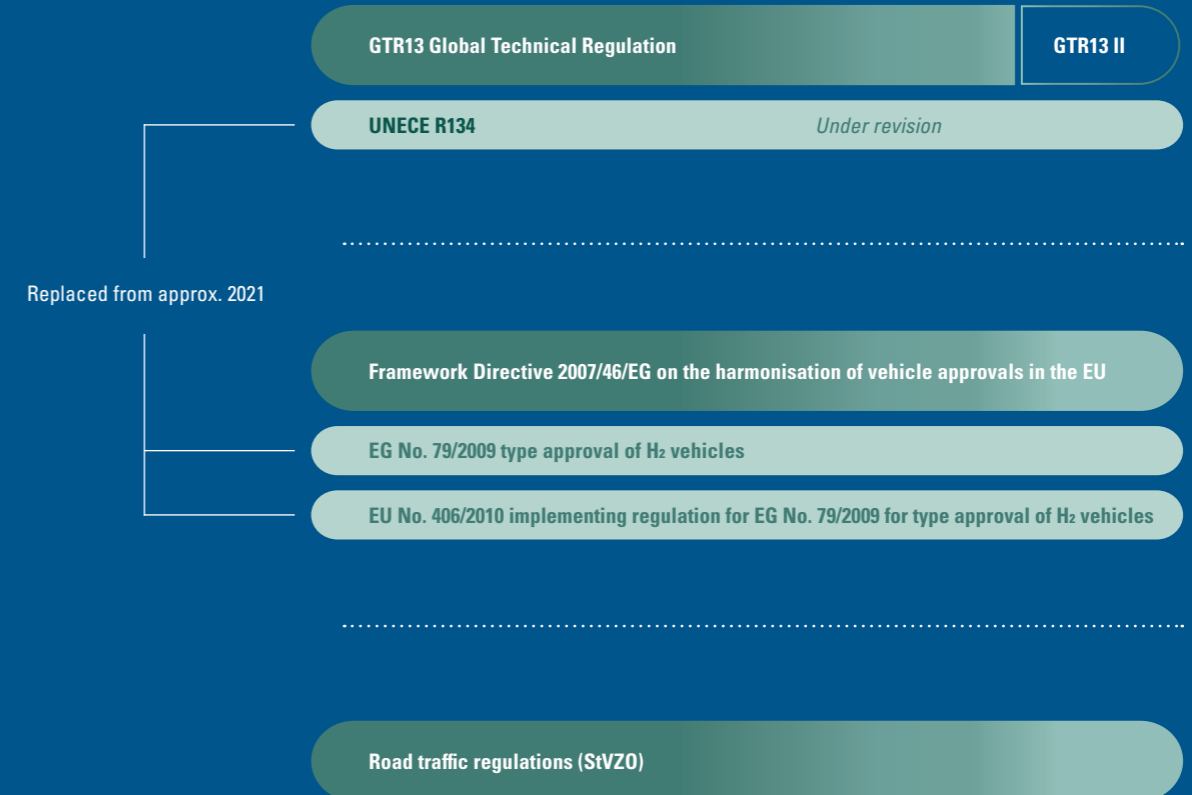 GTR13 Global Technical Regulation
GTR13 II
UNECE R134
Under revision
Replaced from approx. 2021
Framework Directive 2007/46/EG on the harmonisation of vehicle approvals in the EU
EG No. 79/2009 type approval of H₂ vehicles
EU No. 406/2010 implementing regulation for EG No. 79/2009 for type approval of H₂ vehicles
Road traffic regulations (StVZO)